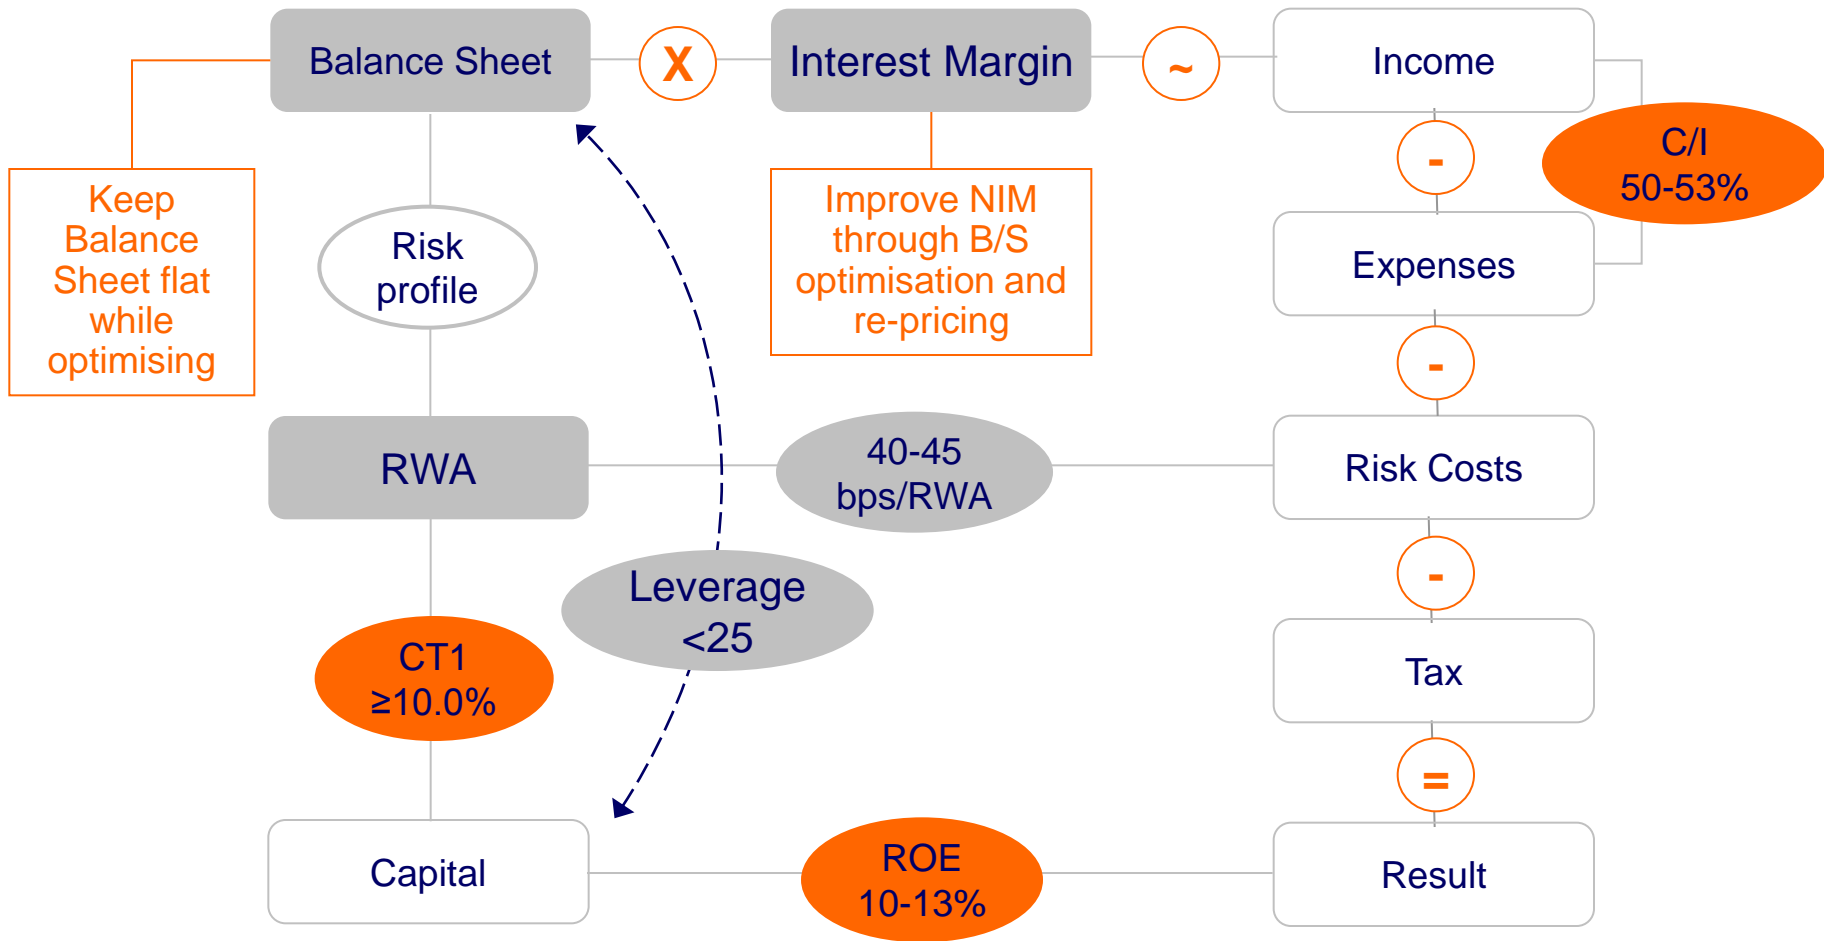 Balance Sheet
X
Interest Margin
~
Income
C/I
50-53%
-
Keep
Balance
Sheet flat
while
optimising
Risk
profile
Improve NIM
through B/S
optimisation and
re-pricing
Expenses
-
RWA
40-45
bps/RWA
Risk Costs
-
Leverage
<25
CT1
≥10.0%
Tax
=
Capital
ROE
10-13%
Result